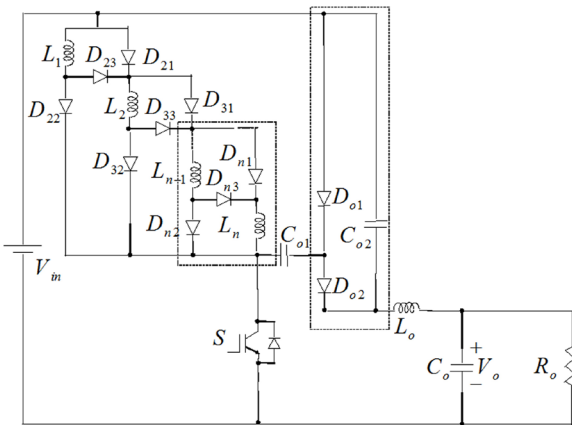 L1 D23 D21
D22 L2 D33 D31
D32 Ln-1 Dn3 Dn1
Dn2 Ln Co1 Do1 Co2
Vin Do2
S Lo
Co + Vo − Ro